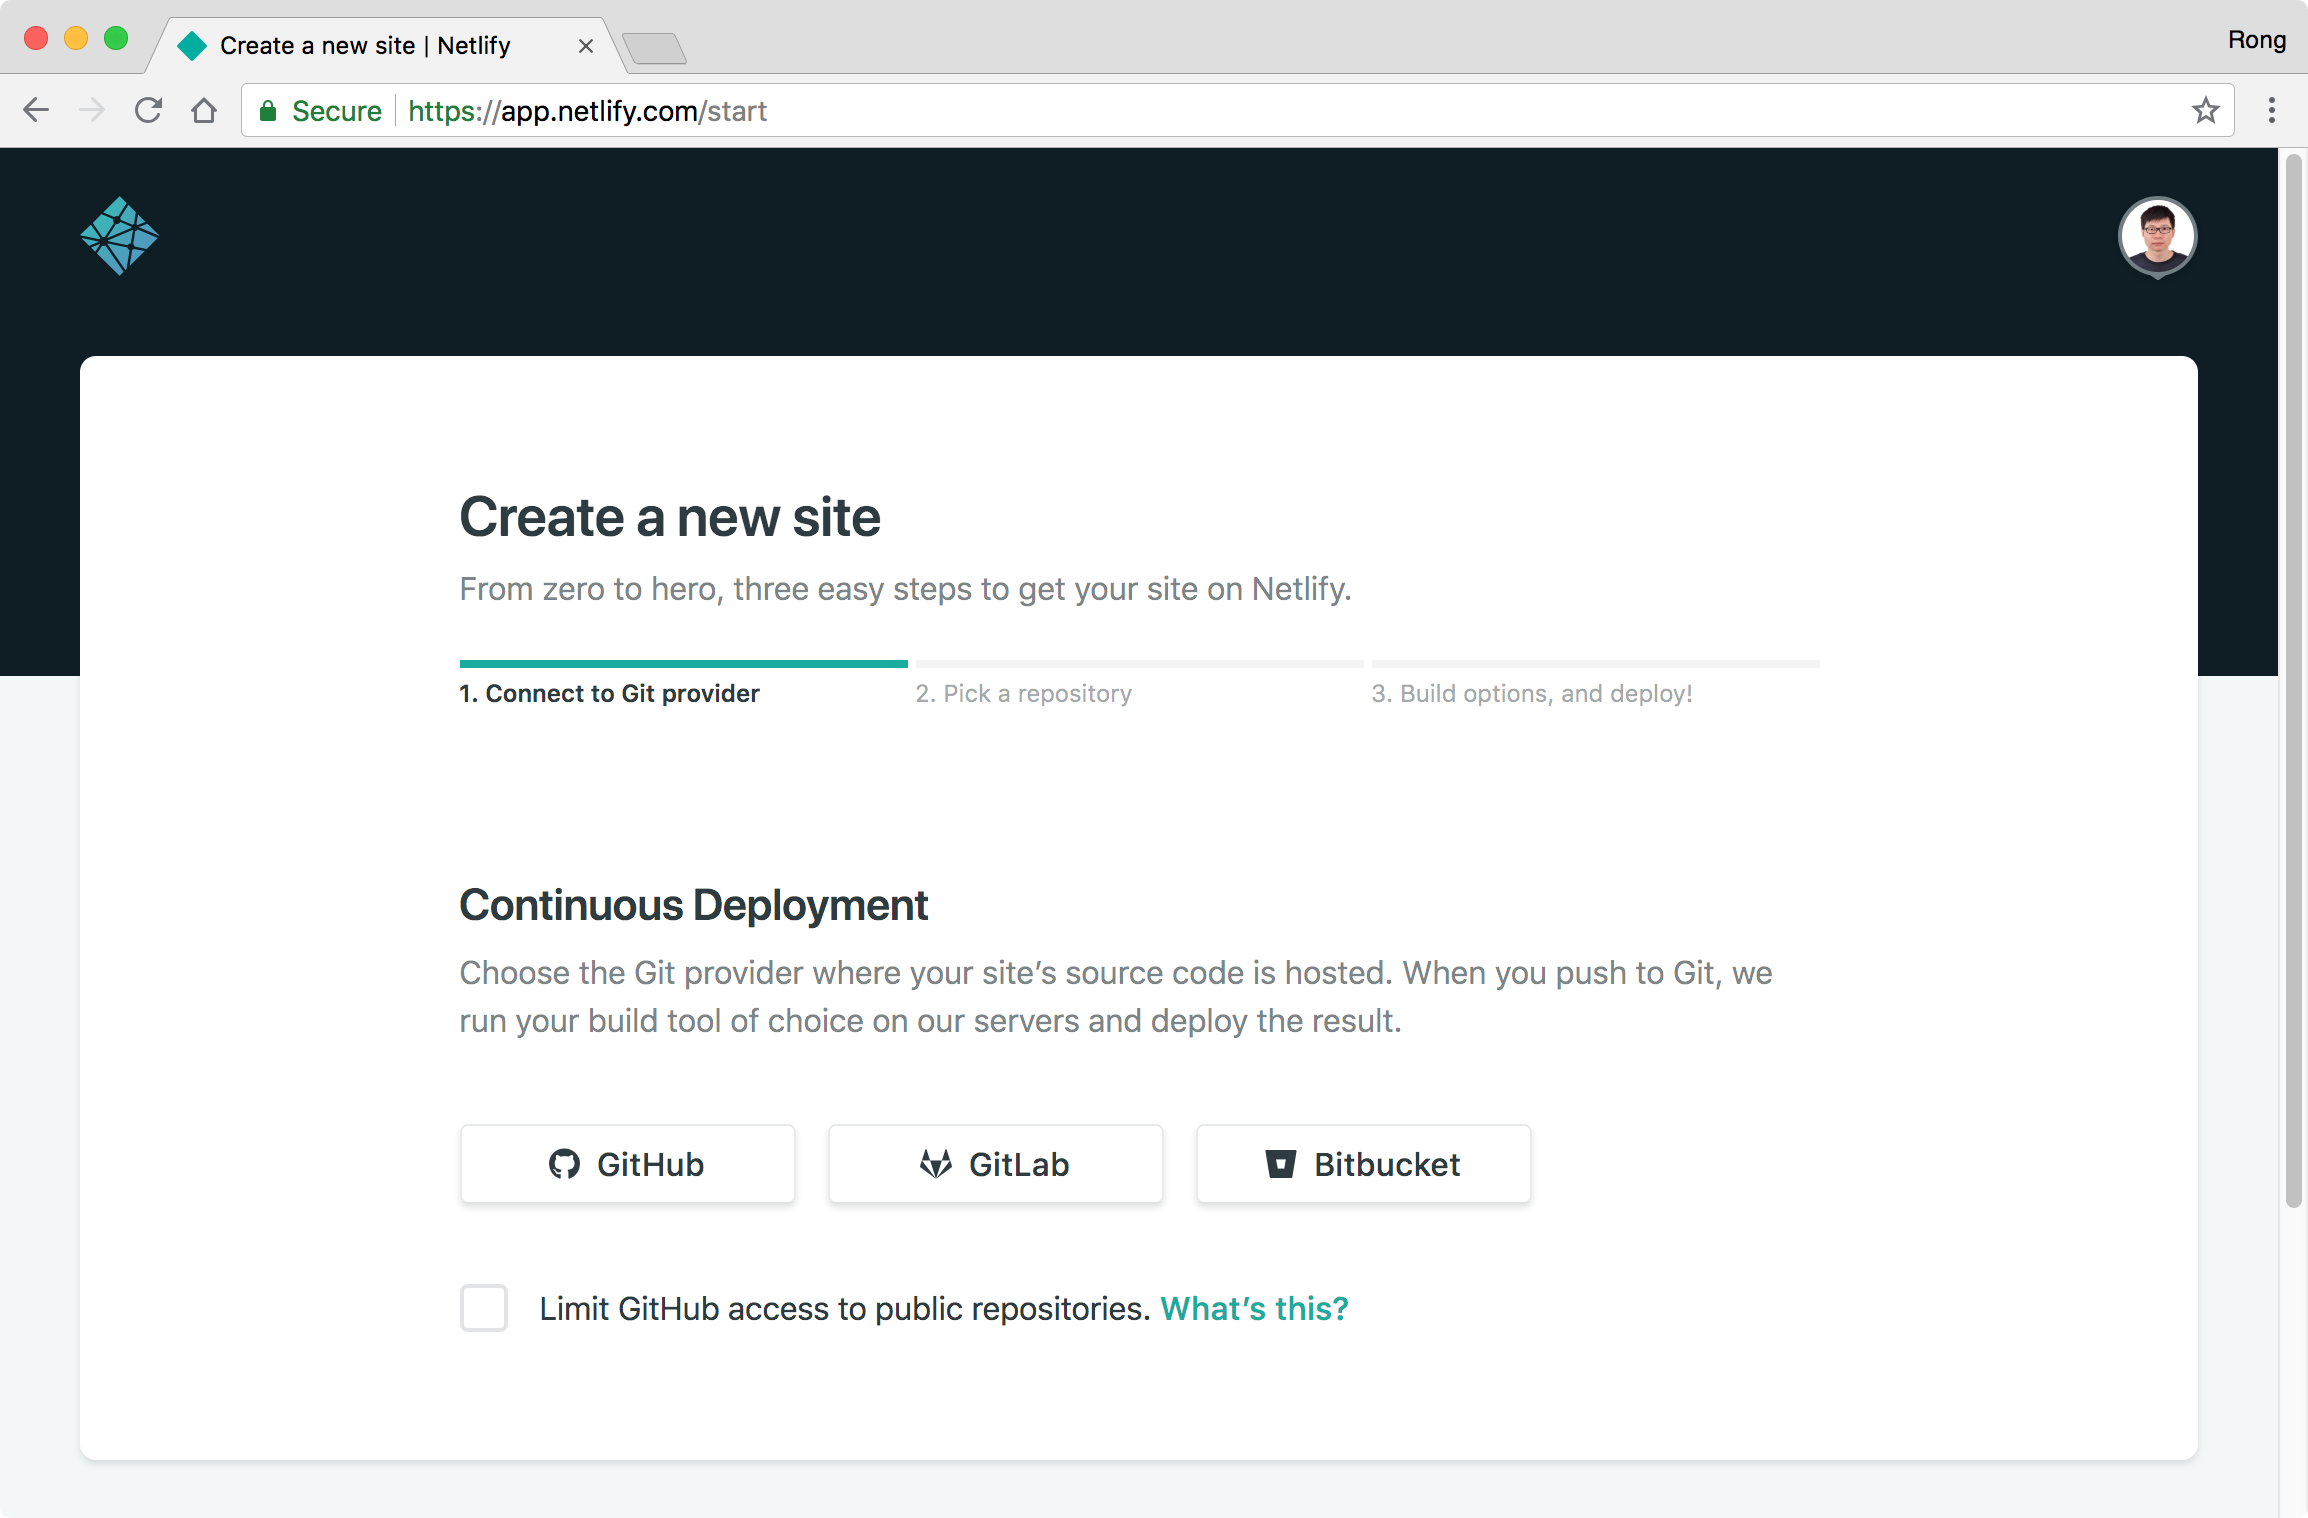 Create a new site | Netlify
Rong
Secure
https://app.netlify.com/start
Create a new site
From zero to hero, three easy steps to get your site on Netlify.
1. Connect to Git provider
2. Pick a repository
3. Build options, and deploy!
Continuous Deployment
Choose the Git provider where your site’s source code is hosted. When you push to Git, we
run your build tool of choice on our servers and deploy the result.
GitHub
GitLab
Bitbucket
Limit GitHub access to public repositories. What’s this?